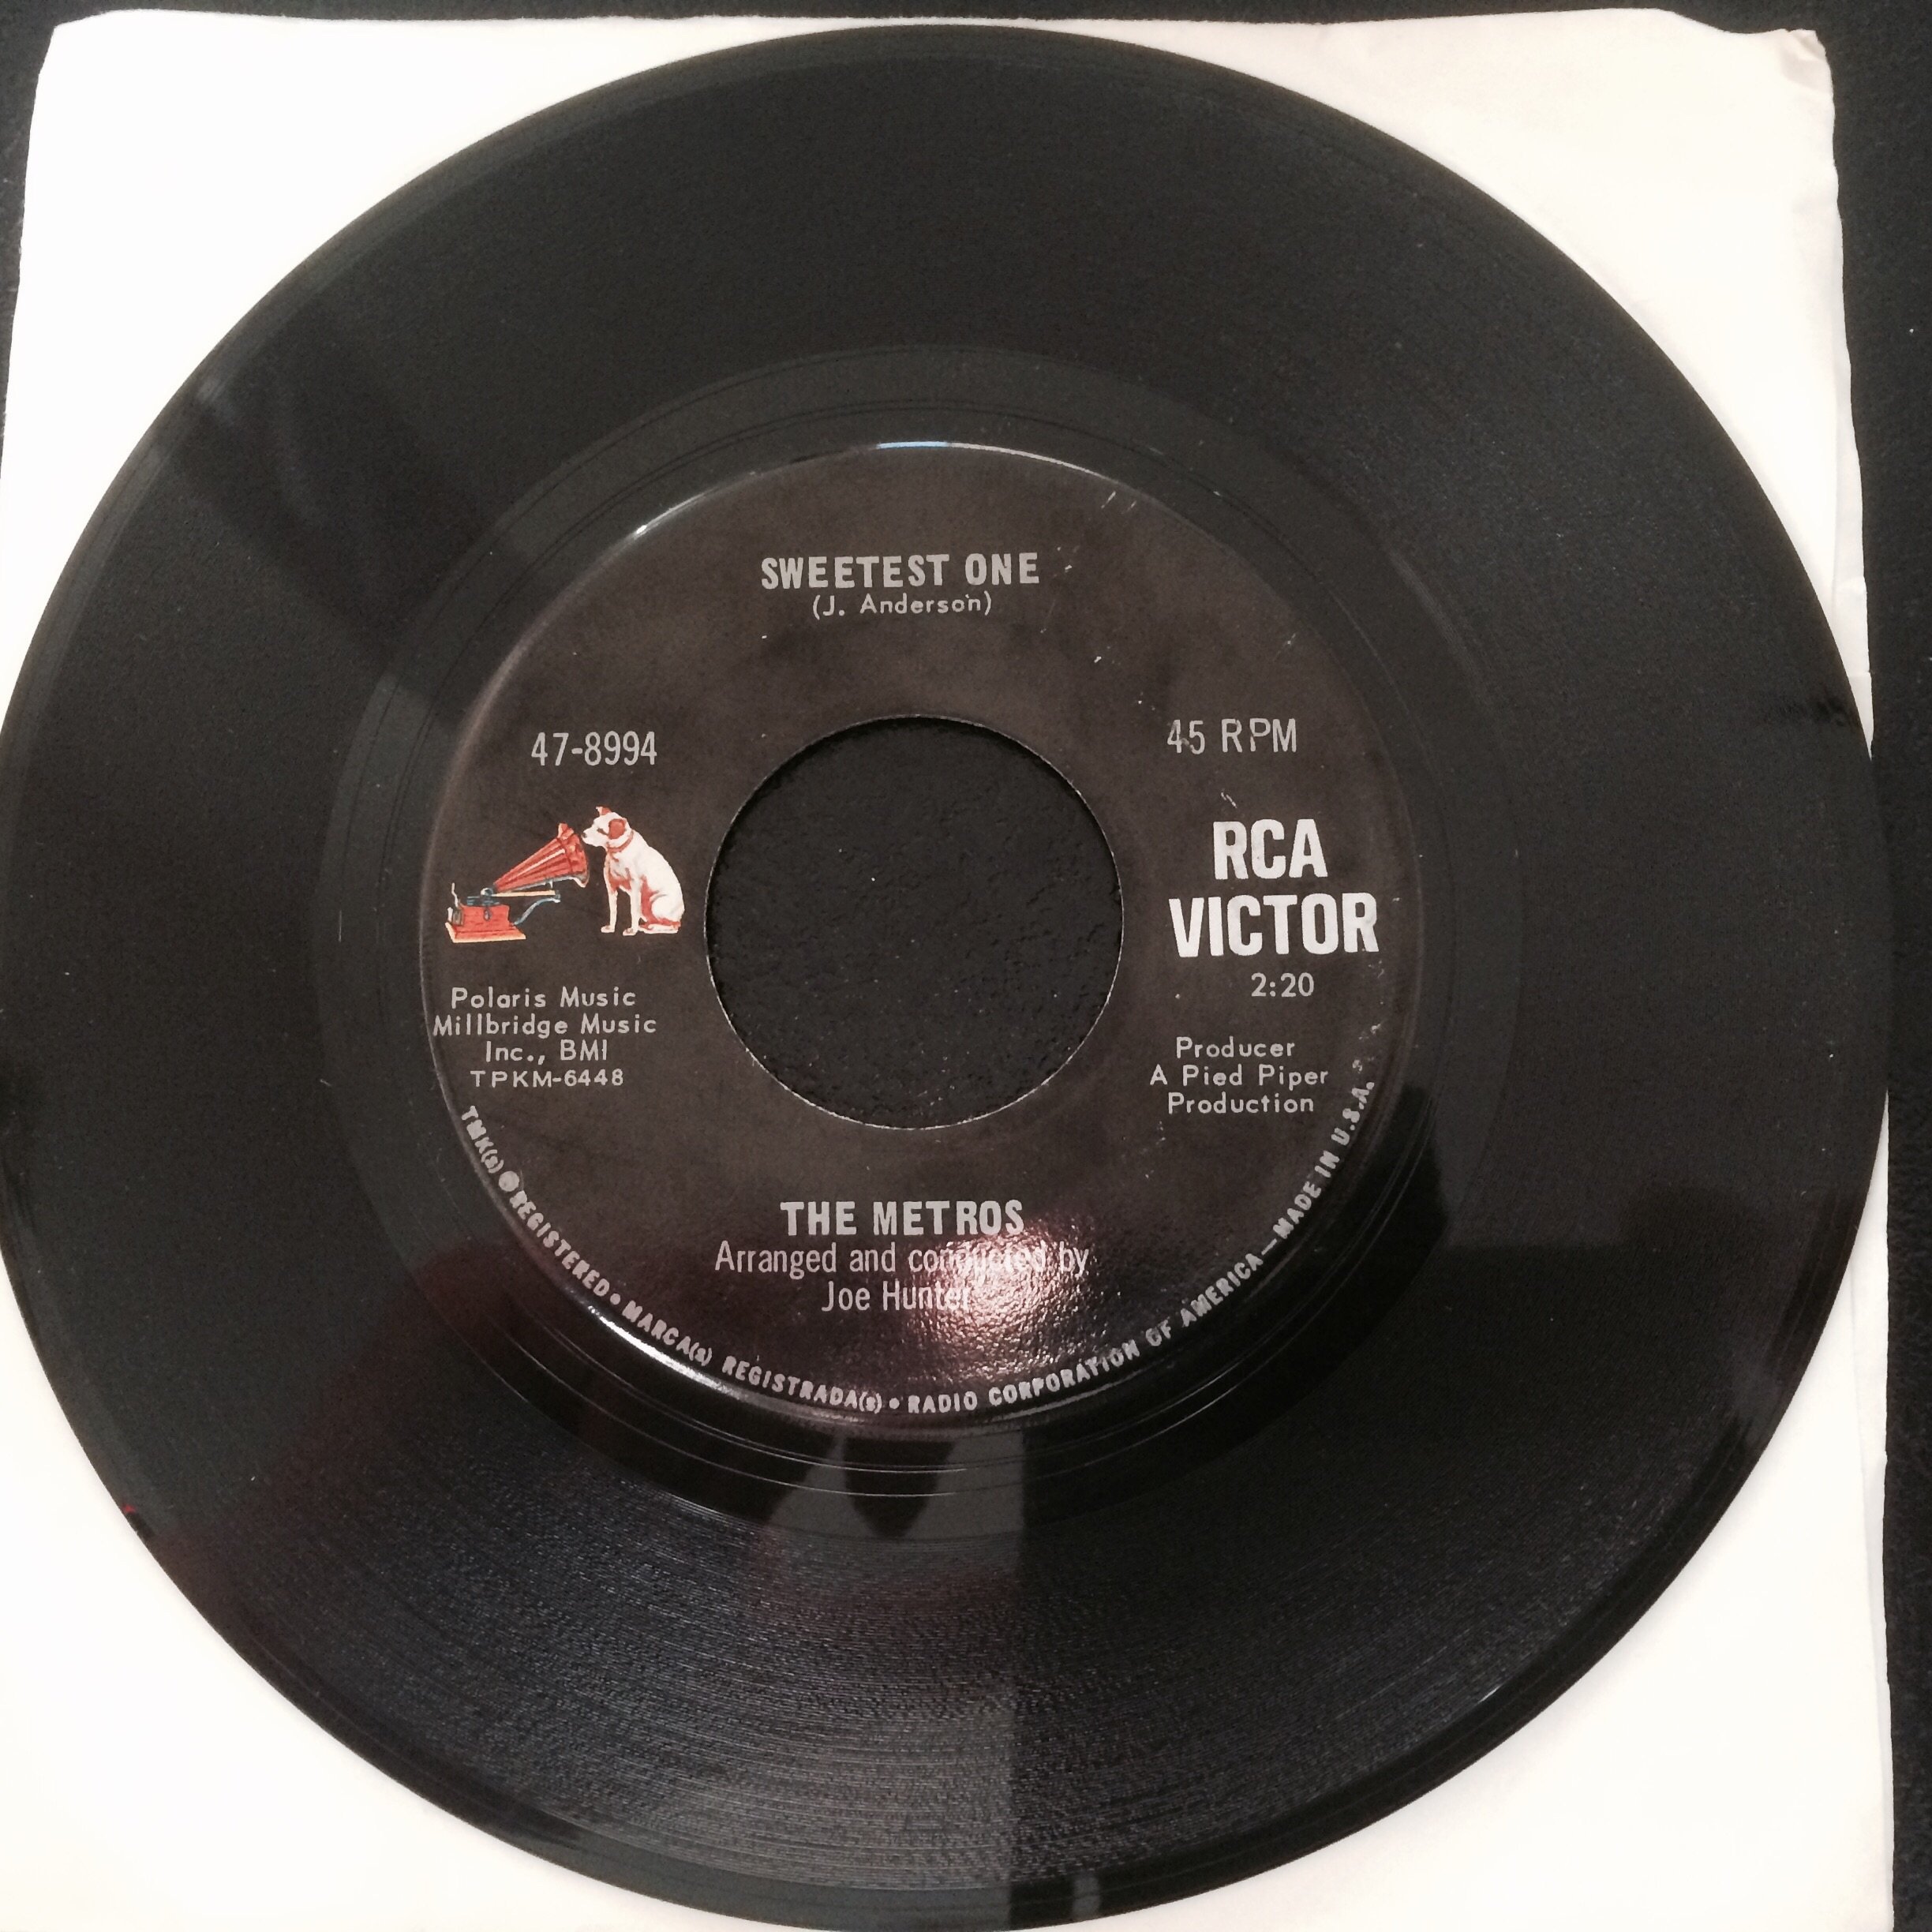 SWEETEST ONE
(J. Anderson)
47-8994
45 RPM
RCA
VICTOR
2:20
Polaris Music
Millbridge Music
Inc., BMI
TPKM-6448
Producer
A Pied Piper
Production
THE METROS
Arranged and conducted by
Joe Hunter
TMK(s) ® REGISTERED • MARCA(s) REGISTRADA(s) • RADIO CORPORATION OF AMERICA — MADE IN U.S.A.